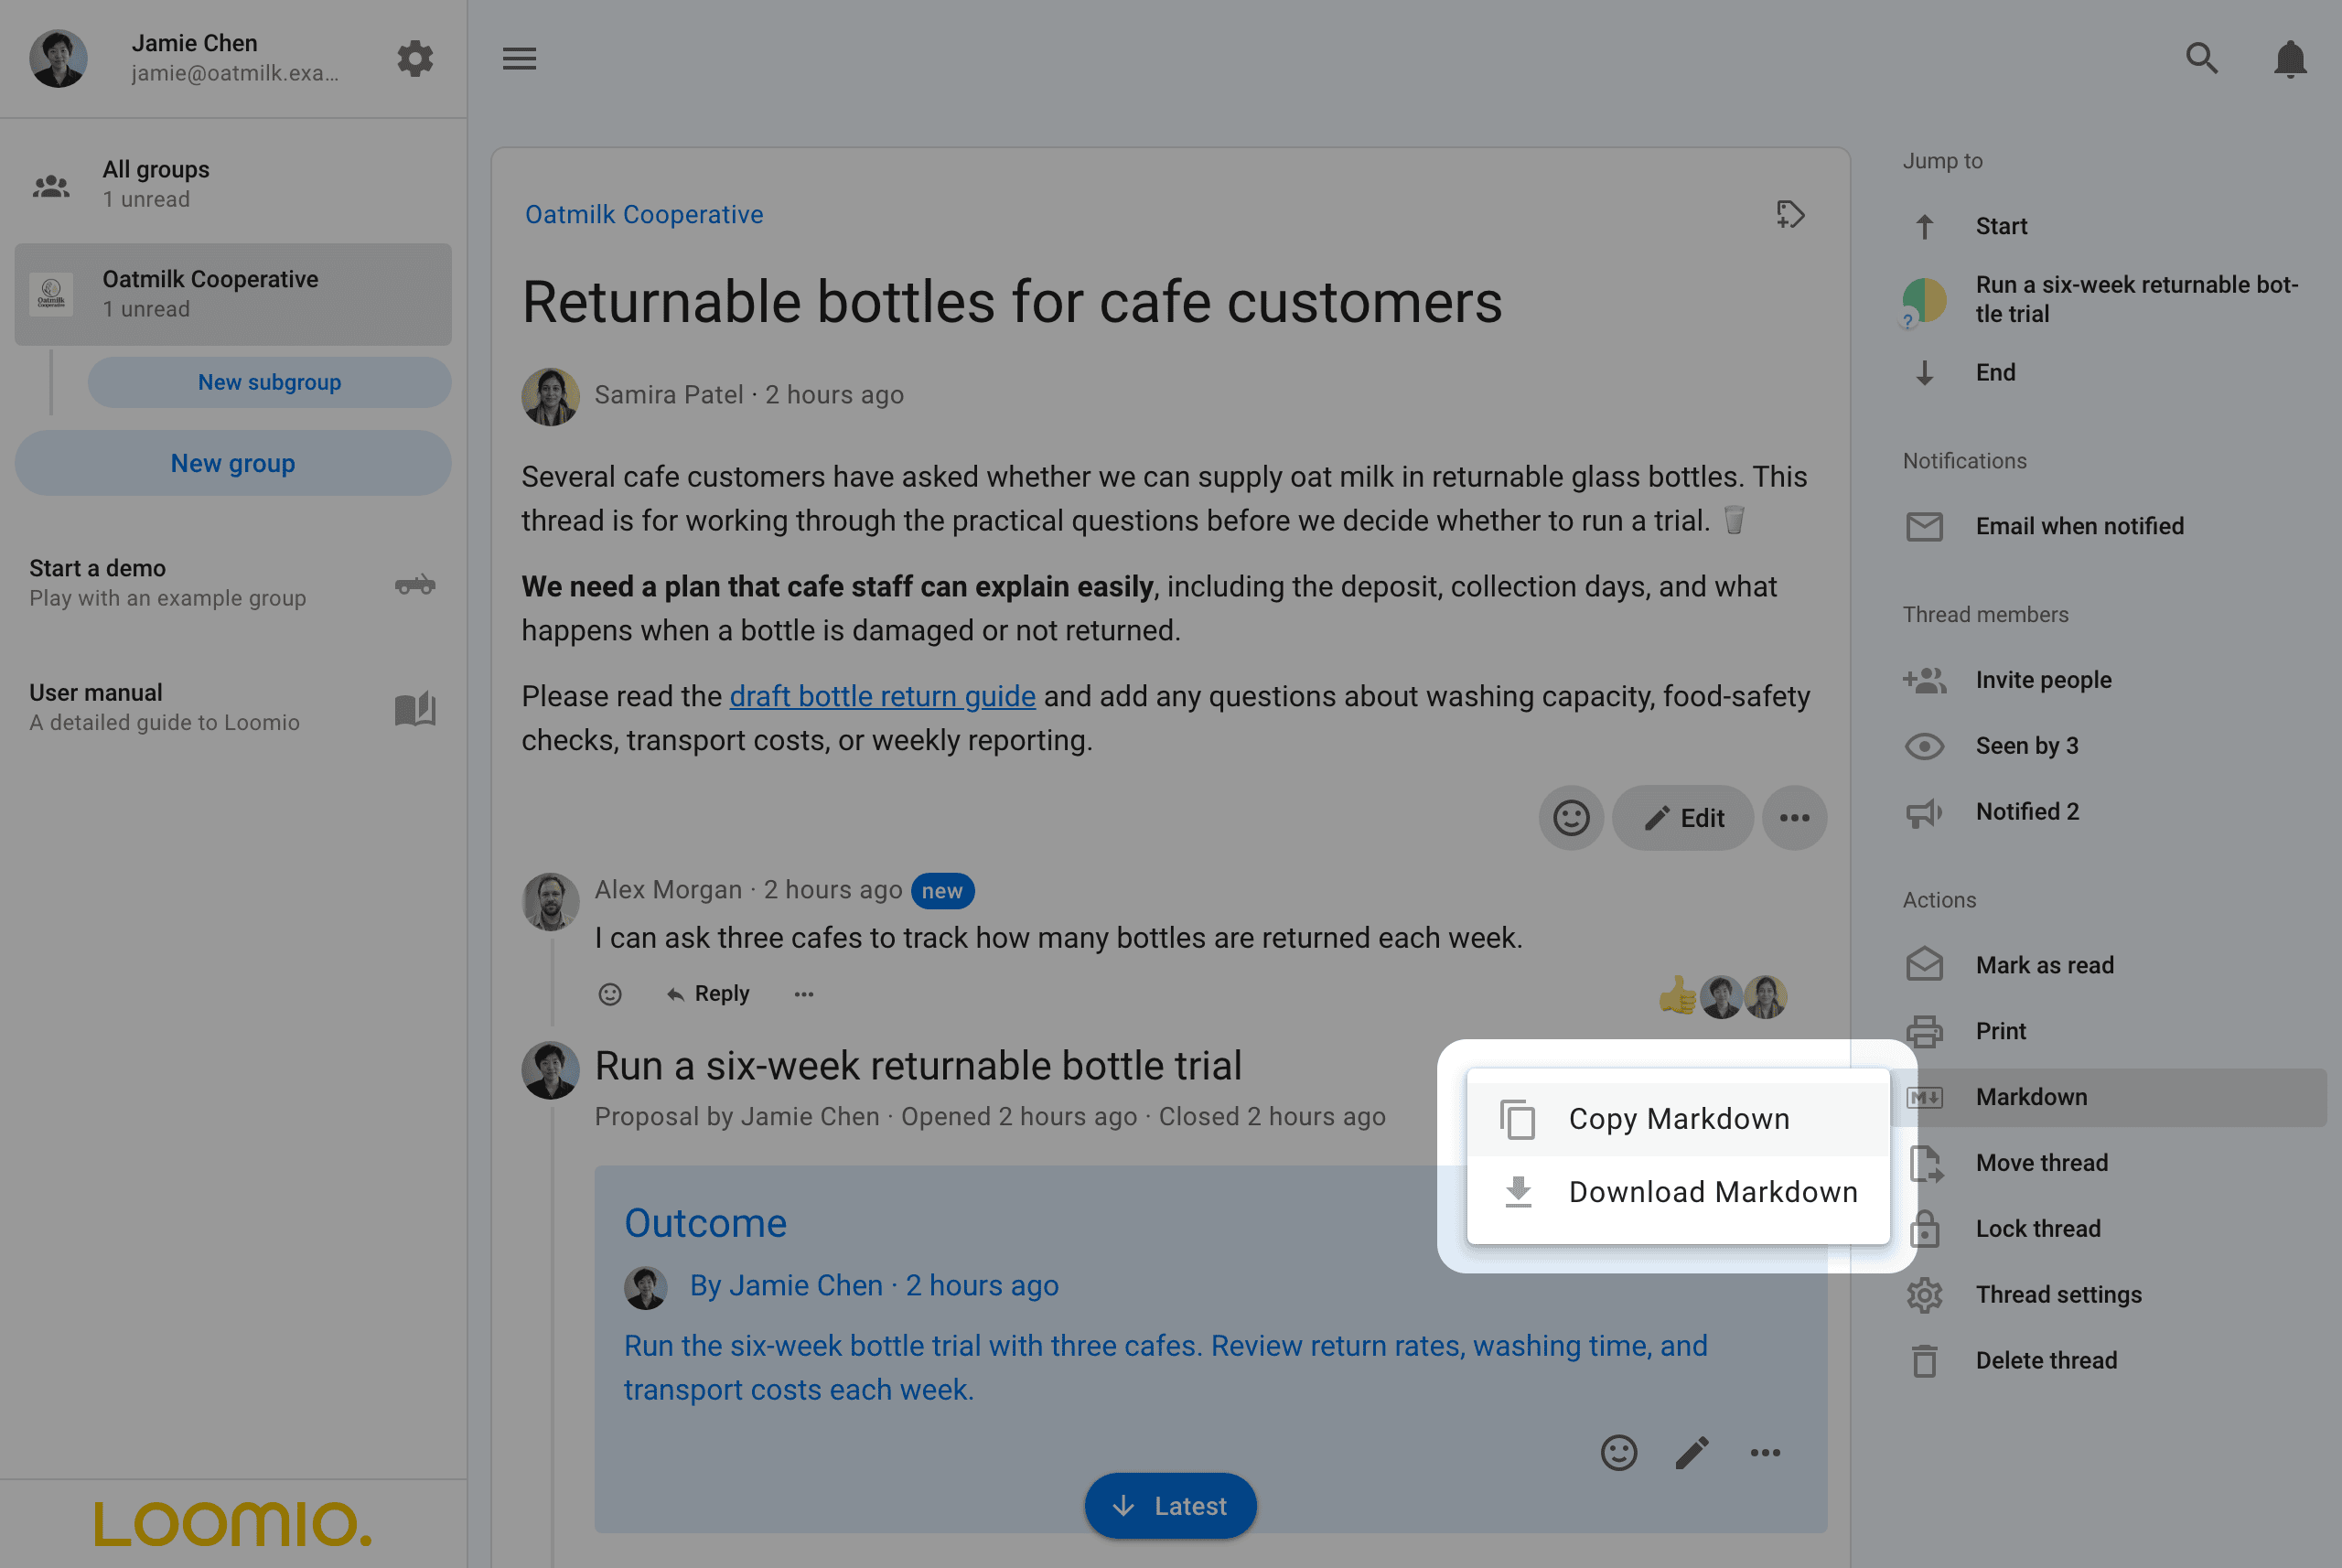 Jamie Chen
jamie@oatmilk.exa...
All groups
1 unread
Oatmilk Cooperative
1 unread
New subgroup
New group
Start a demo
Play with an example group
User manual
A detailed guide to Loomio
LOOMIO.
Oatmilk Cooperative
Returnable bottles for cafe customers
Samira Patel · 2 hours ago
Several cafe customers have asked whether we can supply oat milk in returnable glass bottles. This
thread is for working through the practical questions before we decide whether to run a trial. 🥛
We need a plan that cafe staff can explain easily, including the deposit, collection days, and what
happens when a bottle is damaged or not returned.
Please read the draft bottle return guide and add any questions about washing capacity, food-safety
checks, transport costs, or weekly reporting.
Edit
Alex Morgan · 2 hours ago new
I can ask three cafes to track how many bottles are returned each week.
Reply
Run a six-week returnable bottle trial
Proposal by Jamie Chen · Opened 2 hours ago · Closed 2 hours ago
Outcome
By Jamie Chen · 2 hours ago
Run the six-week bottle trial with three cafes. Review return rates, washing time, and
transport costs each week.
Latest
Copy Markdown
Download Markdown
Jump to
Start
Run a six-week returnable bot-
tle trial
?
End
Notifications
Email when notified
Thread members
Invite people
Seen by 3
Notified 2
Actions
Mark as read
Print
Markdown
Move thread
Lock thread
Thread settings
Delete thread